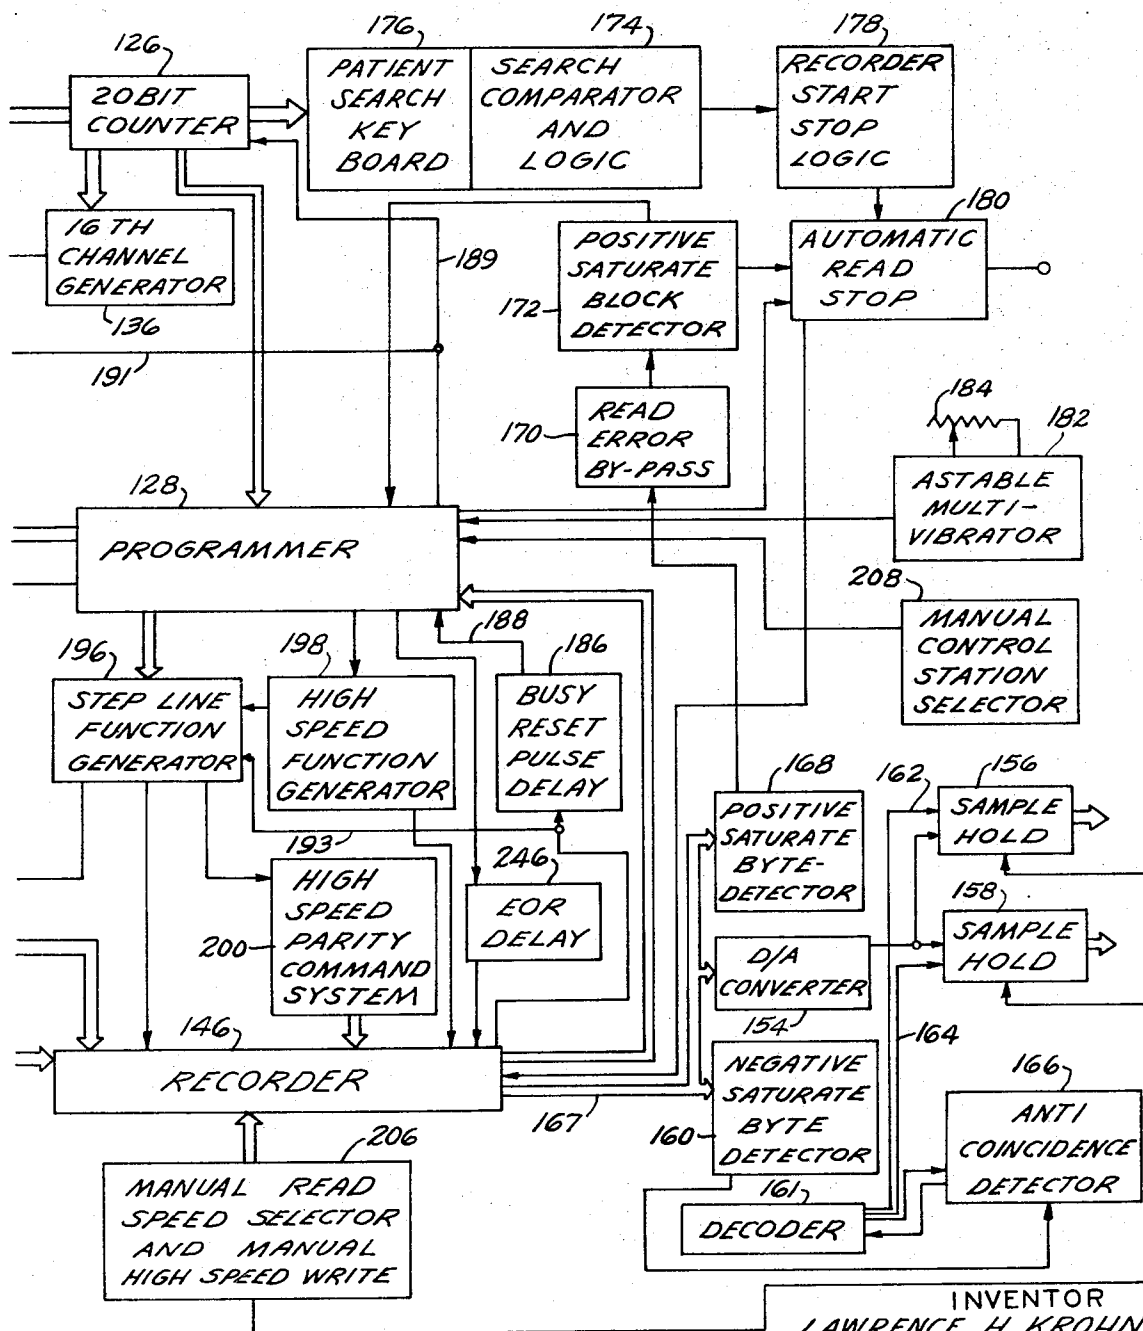 126
20 BIT
COUNTER
176
PATIENT
SEARCH
KEY
BOARD
174
SEARCH
COMPARATOR
AND
LOGIC
178
RECORDER
START
STOP
LOGIC
16 TH
CHANNEL
GENERATOR
136
189
191
POSITIVE
SATURATE
BLOCK
DETECTOR
172
180
AUTOMATIC
READ
STOP
170
READ
ERROR
BY-PASS
184
182
ASTABLE
MULTI-
VIBRATOR
128
PROGRAMMER
208
MANUAL
CONTROL
STATION
SELECTOR
196
STEP LINE
FUNCTION
GENERATOR
198
HIGH
SPEED
FUNCTION
GENERATOR
188
186
BUSY
RESET
PULSE
DELAY
193
168
POSITIVE
SATURATE
BYTE-
DETECTOR
162
156
SAMPLE
HOLD
200
HIGH
SPEED
PARITY
COMMAND
SYSTEM
246
EOR
DELAY
D/A
CONVERTER
154
158
SAMPLE
HOLD
164
146
RECORDER
167
160
NEGATIVE
SATURATE
BYTE
DETECTOR
166
ANTI
COINCIDENCE
DETECTOR
161
DECODER
206
MANUAL READ
SPEED SELECTOR
AND MANUAL
HIGH SPEED WRITE
INVENTOR
LAWRENCE H. KROHN